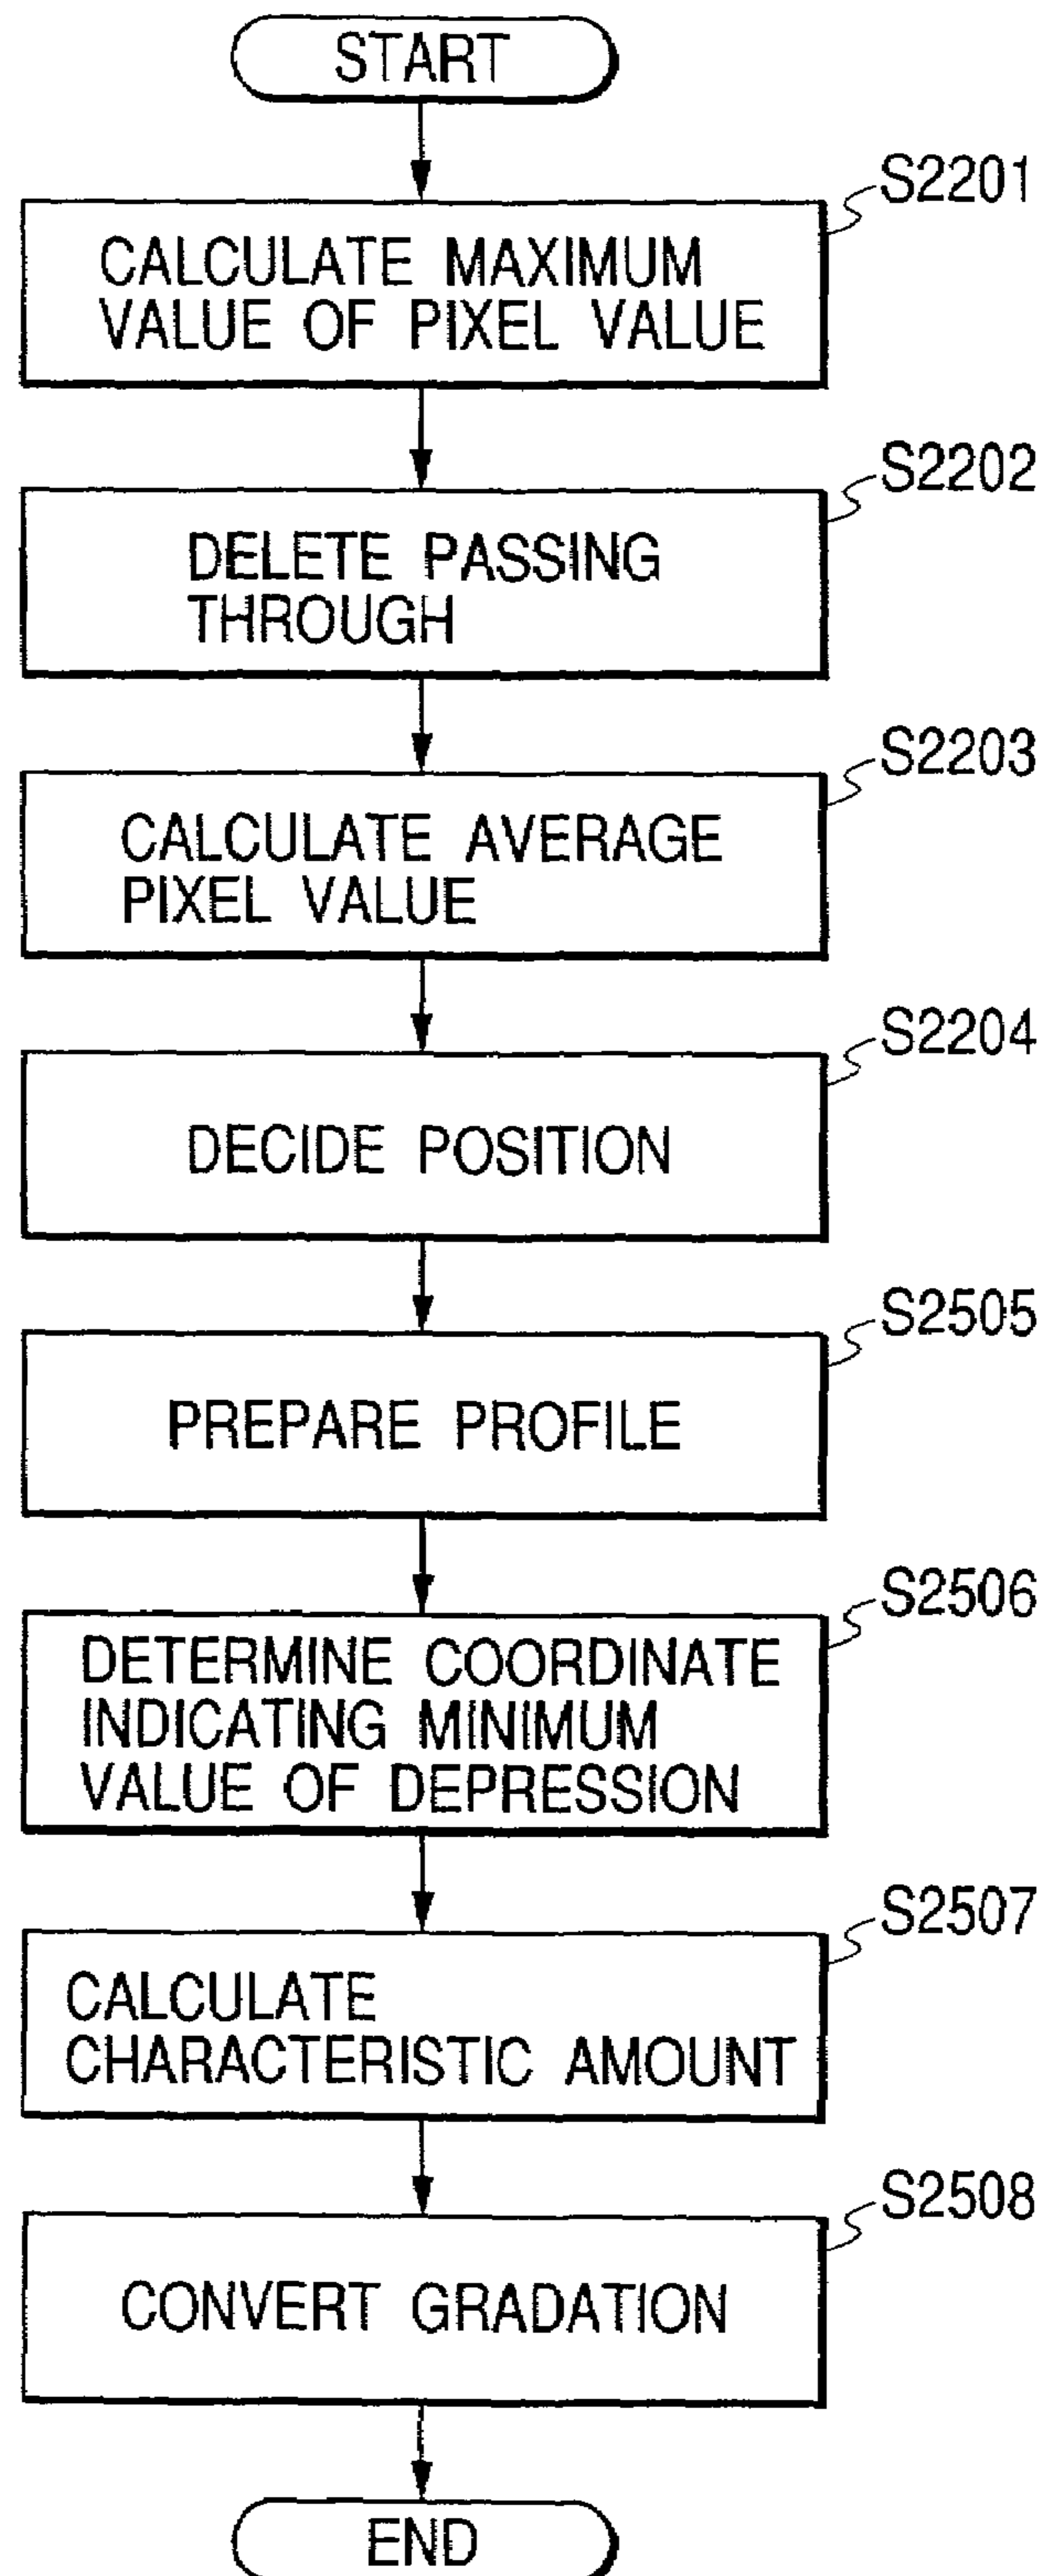 START
S2201
CALCULATE MAXIMUM
VALUE OF PIXEL VALUE
S2202
DELETE PASSING
THROUGH
S2203
CALCULATE AVERAGE
PIXEL VALUE
S2204
DECIDE POSITION
S2505
PREPARE PROFILE
S2506
DETERMINE COORDINATE
INDICATING MINIMUM
VALUE OF DEPRESSION
S2507
CALCULATE
CHARACTERISTIC AMOUNT
S2508
CONVERT GRADATION
END